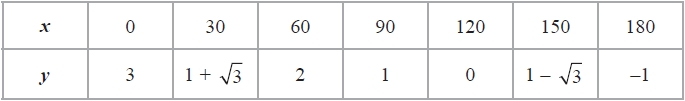 x 0 30 60 90 120 150 180
y 3 1 + √3 2 1 0 1 – √3 –1